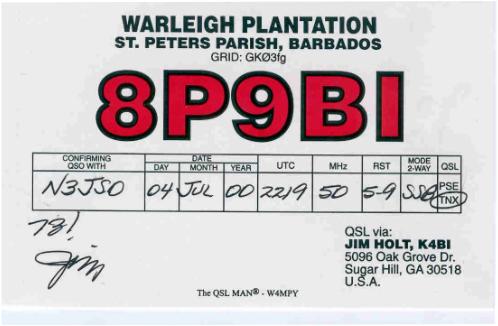 WARLEIGH PLANTATION
ST. PETERS PARISH, BARBADOS
GRID: GKØ3fg
8P9BI
CONFIRMING QSO WITH DATE UTC MHz RST MODE 2-WAY QSL
DAY MONTH YEAR
N3JSO 04 JUL 00 2219 50 5-9 SSB PSE
TNX
73!
Jim
QSL via:
JIM HOLT, K4BI
5096 Oak Grove Dr.
Sugar Hill, GA 30518
U.S.A.
The QSL MAN® - W4MPY